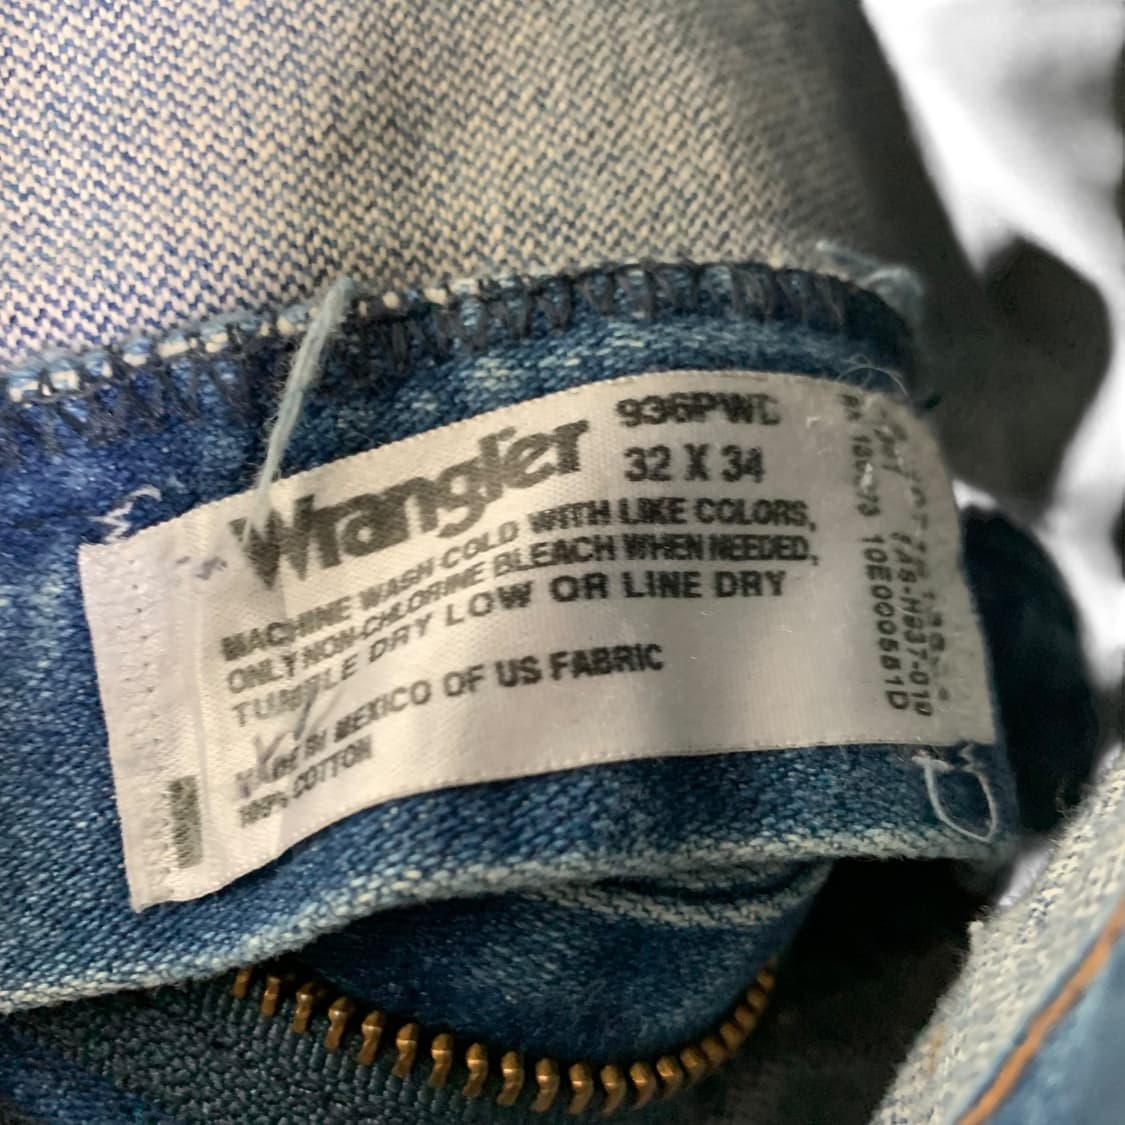 Wrangler
936PWD
32 X 34
MACHINE WASH COLD WITH LIKE COLORS,
ONLY NON-CHLORINE BLEACH WHEN NEEDED,
TUMBLE DRY LOW OR LINE DRY
MADE IN MEXICO OF US FABRIC
100% COTTON
10E000561D